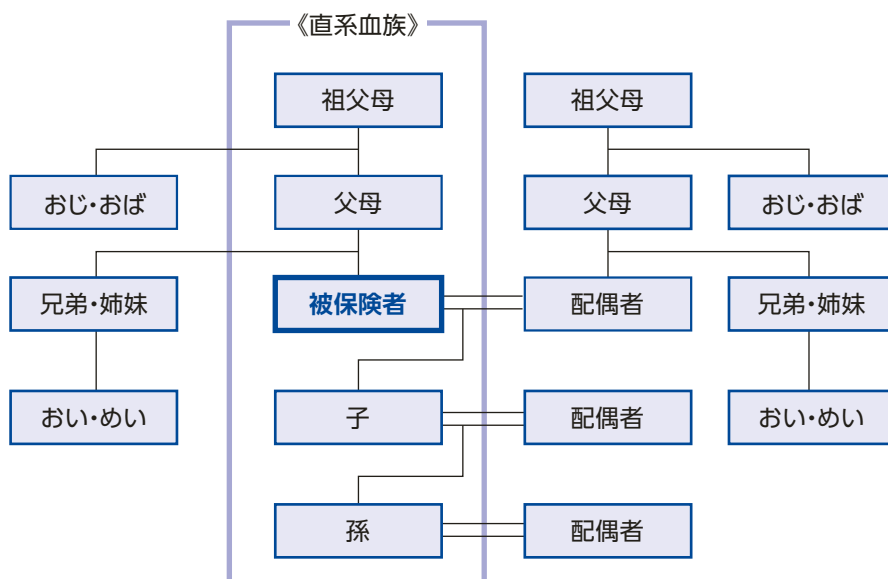 《直系血族》
祖父母
祖父母
おじ・おば
父母
父母
おじ・おば
兄弟・姉妹
被保険者
配偶者
兄弟・姉妹
おい・めい
子
配偶者
おい・めい
孫
配偶者